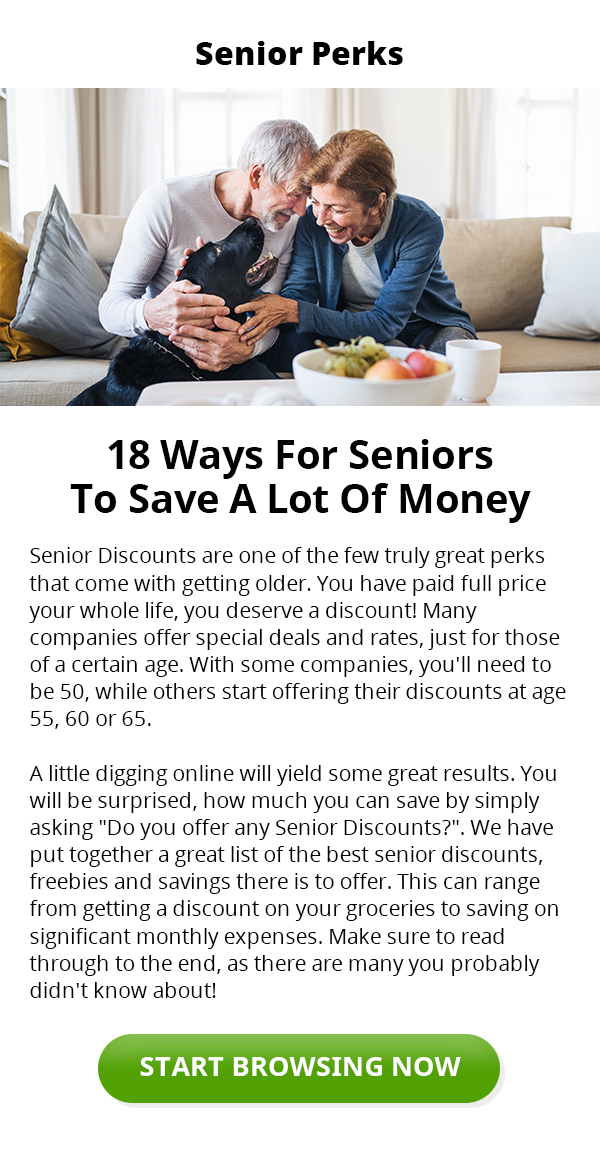 Senior Perks
18 Ways For Seniors
To Save A Lot Of Money
Senior Discounts are one of the few truly great perks
that come with getting older. You have paid full price
your whole life, you deserve a discount! Many
companies offer special deals and rates, just for those
of a certain age. With some companies, you'll need to
be 50, while others start offering their discounts at age
55, 60 or 65.
A little digging online will yield some great results. You
will be surprised, how much you can save by simply
asking "Do you offer any Senior Discounts?". We have
put together a great list of the best senior discounts,
freebies and savings there is to offer. This can range
from getting a discount on your groceries to saving on
significant monthly expenses. Make sure to read
through to the end, as there are many you probably
didn't know about!
START BROWSING NOW